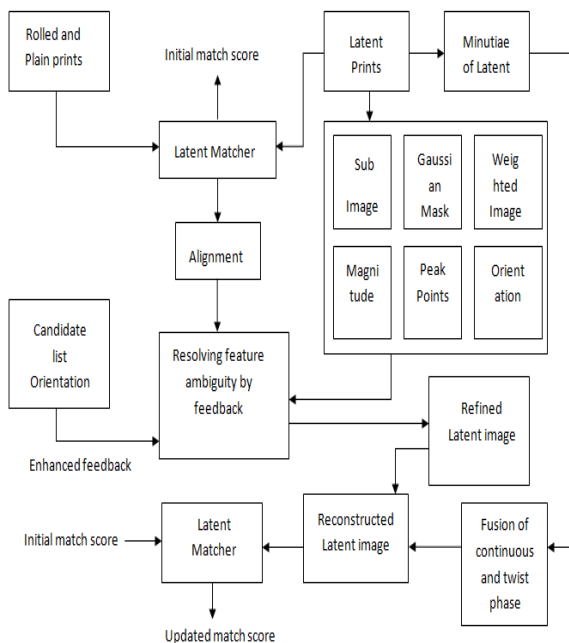 Rolled and
Plain prints
Initial match score
Latent
Prints
Minutiae
of Latent
Latent Matcher
Sub
Image
Gaussi
an
Mask
Weig
hted
Image
Alignment
Magni
tude
Peak
Points
Orient
ation
Candidate
list
Orientation
Resolving feature
ambiguity by
feedback
Refined
Latent image
Enhanced feedback
Initial match score
Latent
Matcher
Reconstructed
Latent image
Fusion of
continuous
and twist
phase
Updated match score